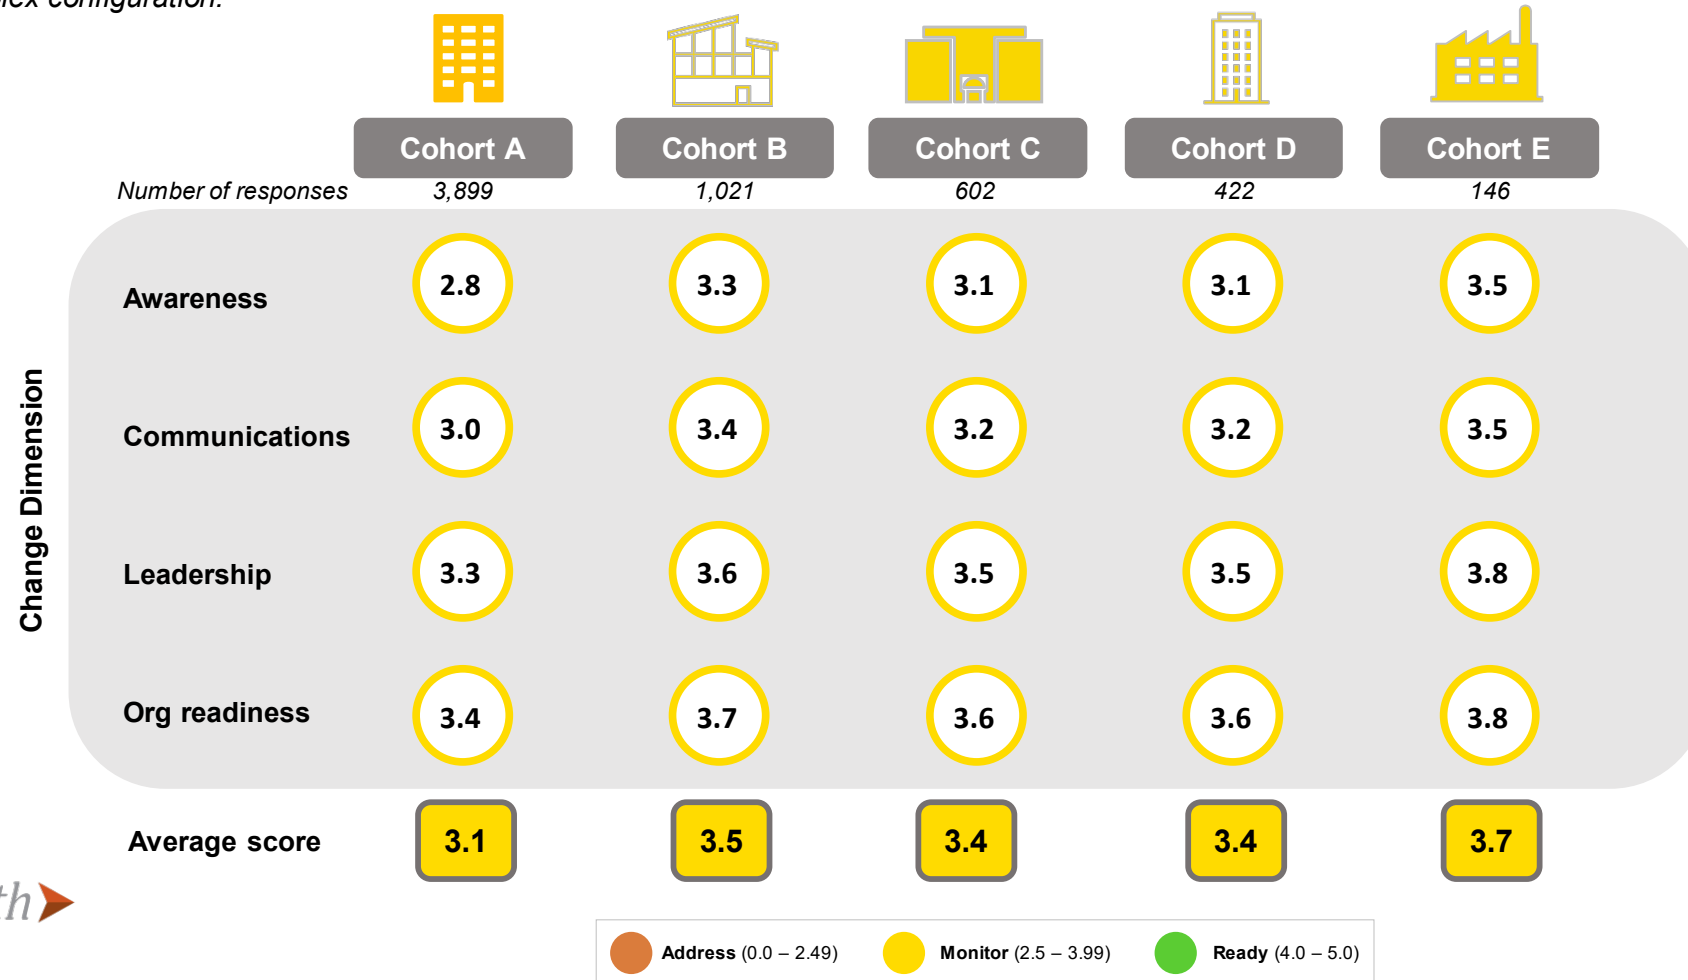 configuration.
Cohort A Cohort B Cohort C Cohort D Cohort E
Number of responses 3,899 1,021 602 422 146
Change Dimension
Awareness 2.8 3.3 3.1 3.1 3.5
Communications 3.0 3.4 3.2 3.2 3.5
Leadership 3.3 3.6 3.5 3.5 3.8
Org readiness 3.4 3.7 3.6 3.6 3.8
Average score 3.1 3.5 3.4 3.4 3.7
Address (0.0 – 2.49) Monitor (2.5 – 3.99) Ready (4.0 – 5.0)